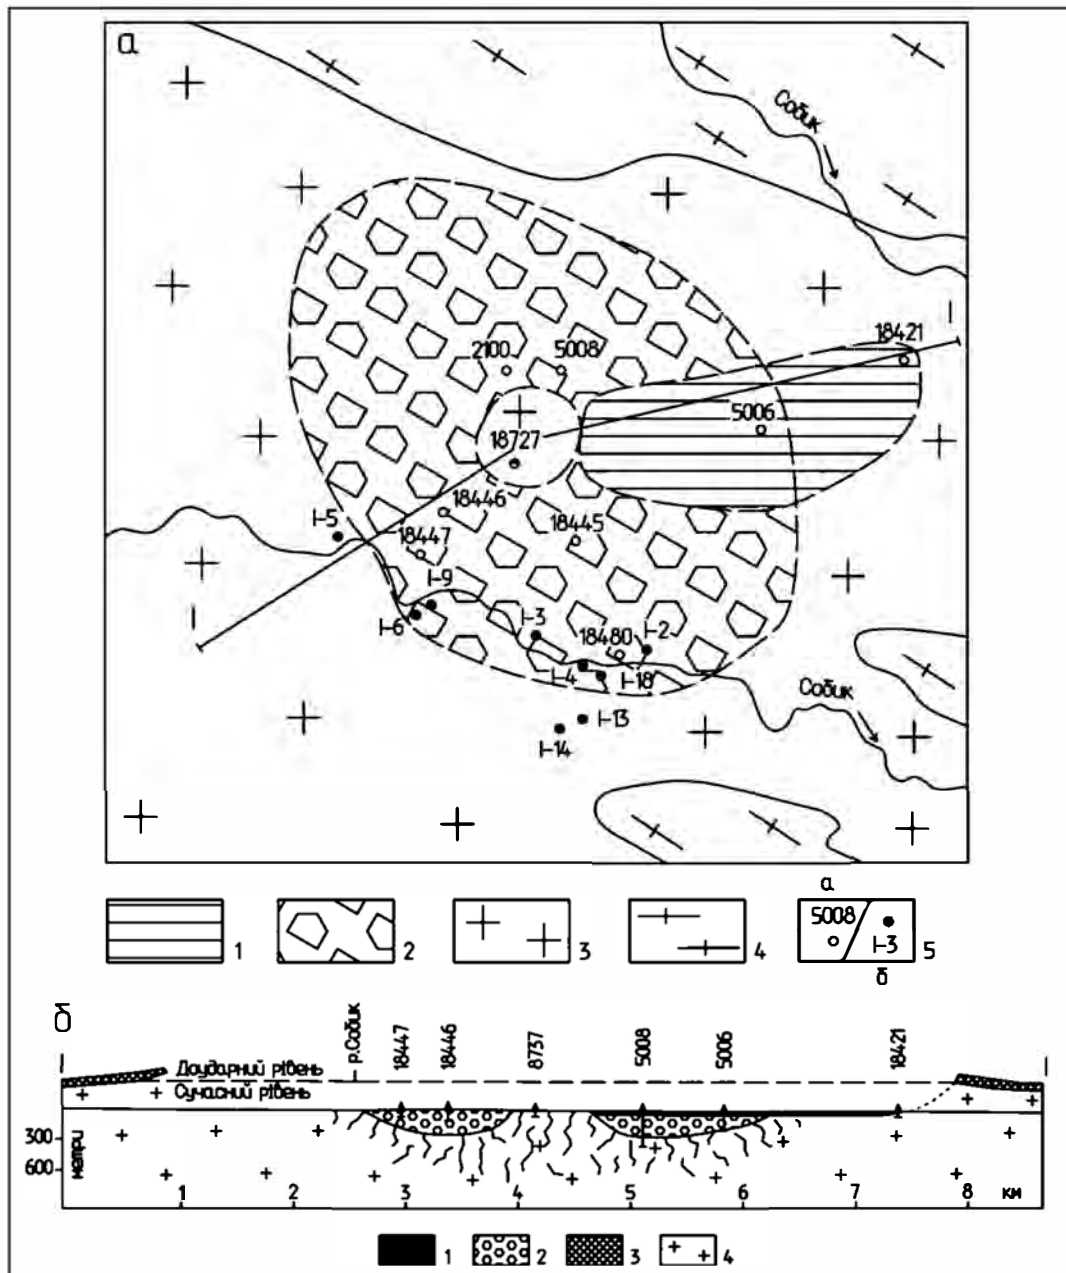 а
Собик
I
18421
2100
5008
5006
18727
18446
I-5
18447
18445
I-9
I
I-6
I-3
18480
I-2
I-4
I-18
Собик
I-13
I-14
1
2
3
4
а
5008
I-3
5
б
б
I
18447
18446
8737
5008
5006
18421
I
р.Собик
Доударний рівень
Сучасний рівень
300
600
метри
1
2
3
4
5
6
7
8
км
1
2
3
4